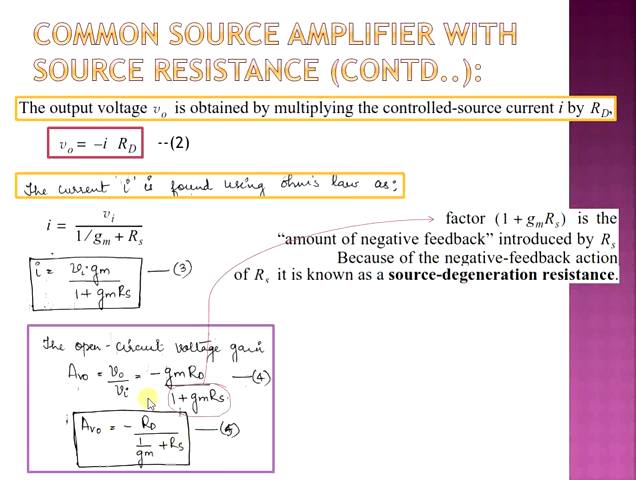 COMMON SOURCE AMPLIFIER WITH
SOURCE RESISTANCE (CONTD..):
The output voltage v_o is obtained by multiplying the controlled-source current i by R_D,
v_o = −i R_D --(2)
The current 'i' is found using ohm's law as:
i = v_i / (1/g_m + R_s)
i = v_i·gm / (1 + gmRs) —(3)
factor (1 + g_mR_s) is the
“amount of negative feedback” introduced by R_s
Because of the negative-feedback action
of R_s it is known as a source-degeneration resistance.
The open-circuit voltage gain
Avo = vo / vi = − gmRD / (1 + gmRs) —(4)
Avo = − RD / (1/gm + Rs) —(5)